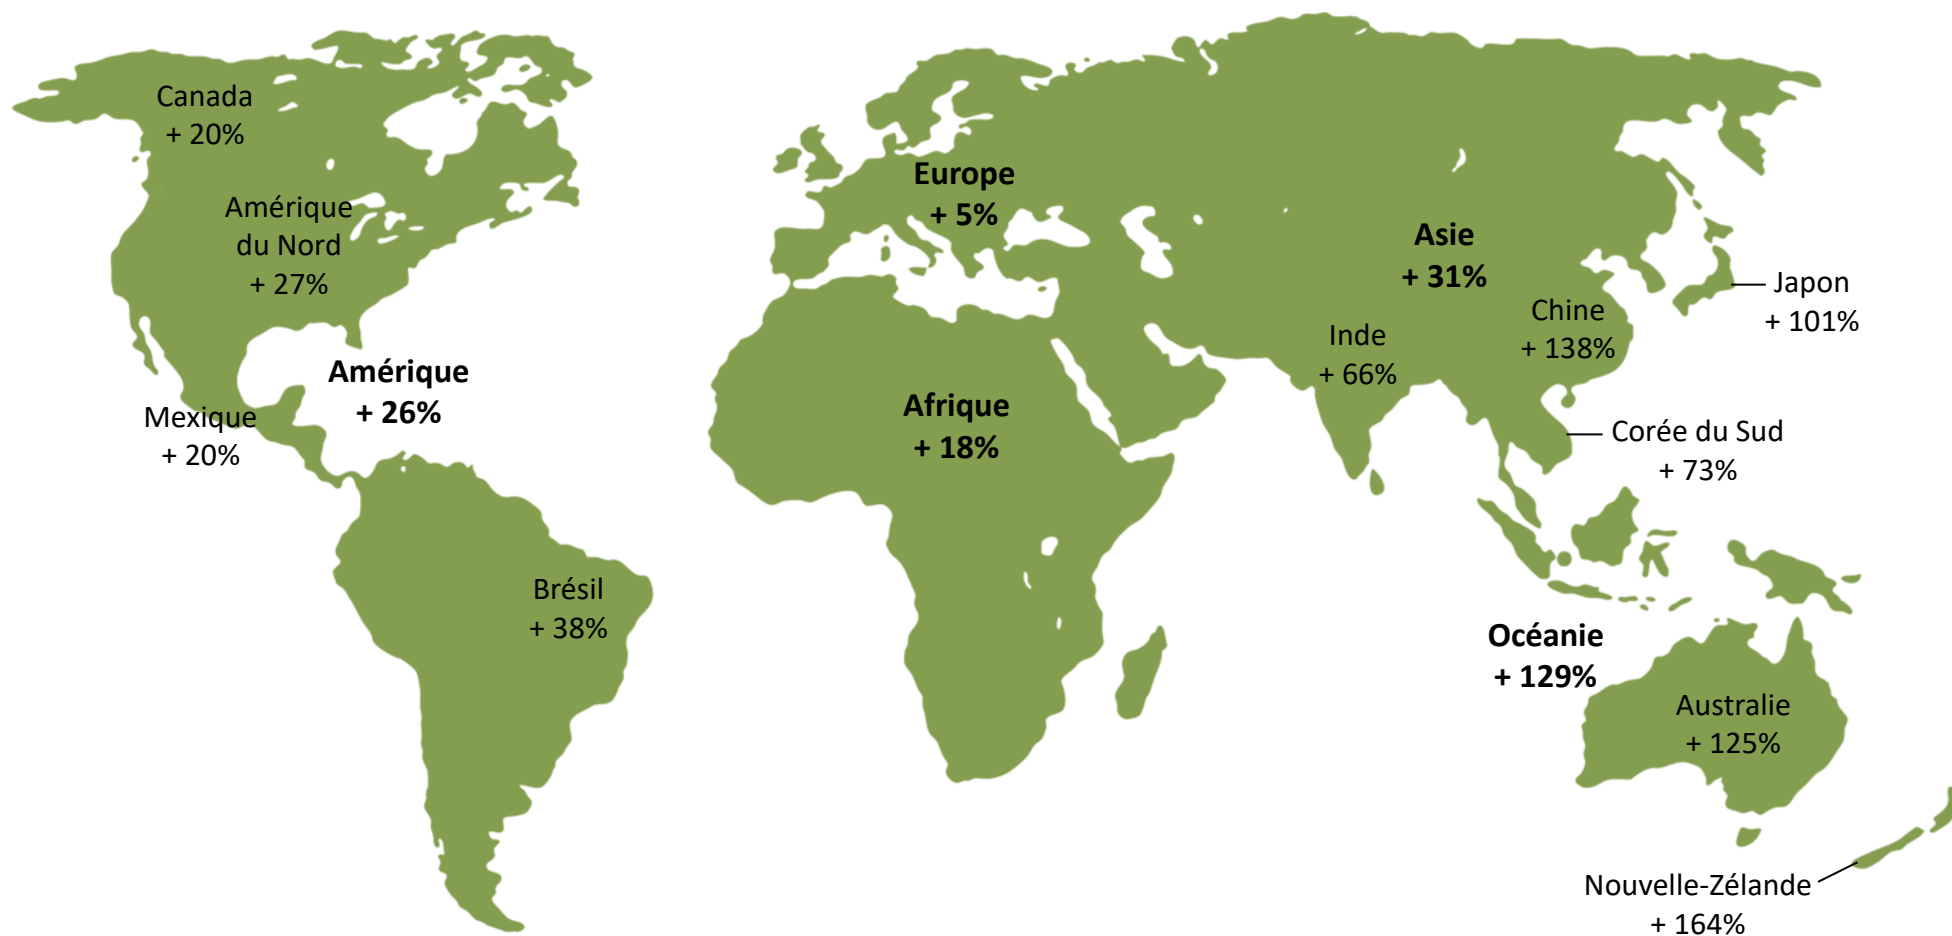 Canada
+ 20%
Amérique
du Nord
+ 27%
Amérique
+ 26%
Mexique
+ 20%
Brésil
+ 38%
Europe
+ 5%
Afrique
+ 18%
Asie
+ 31%
Inde
+ 66%
Chine
+ 138%
Japon
+ 101%
Corée du Sud
+ 73%
Océanie
+ 129%
Australie
+ 125%
Nouvelle-Zélande
+ 164%